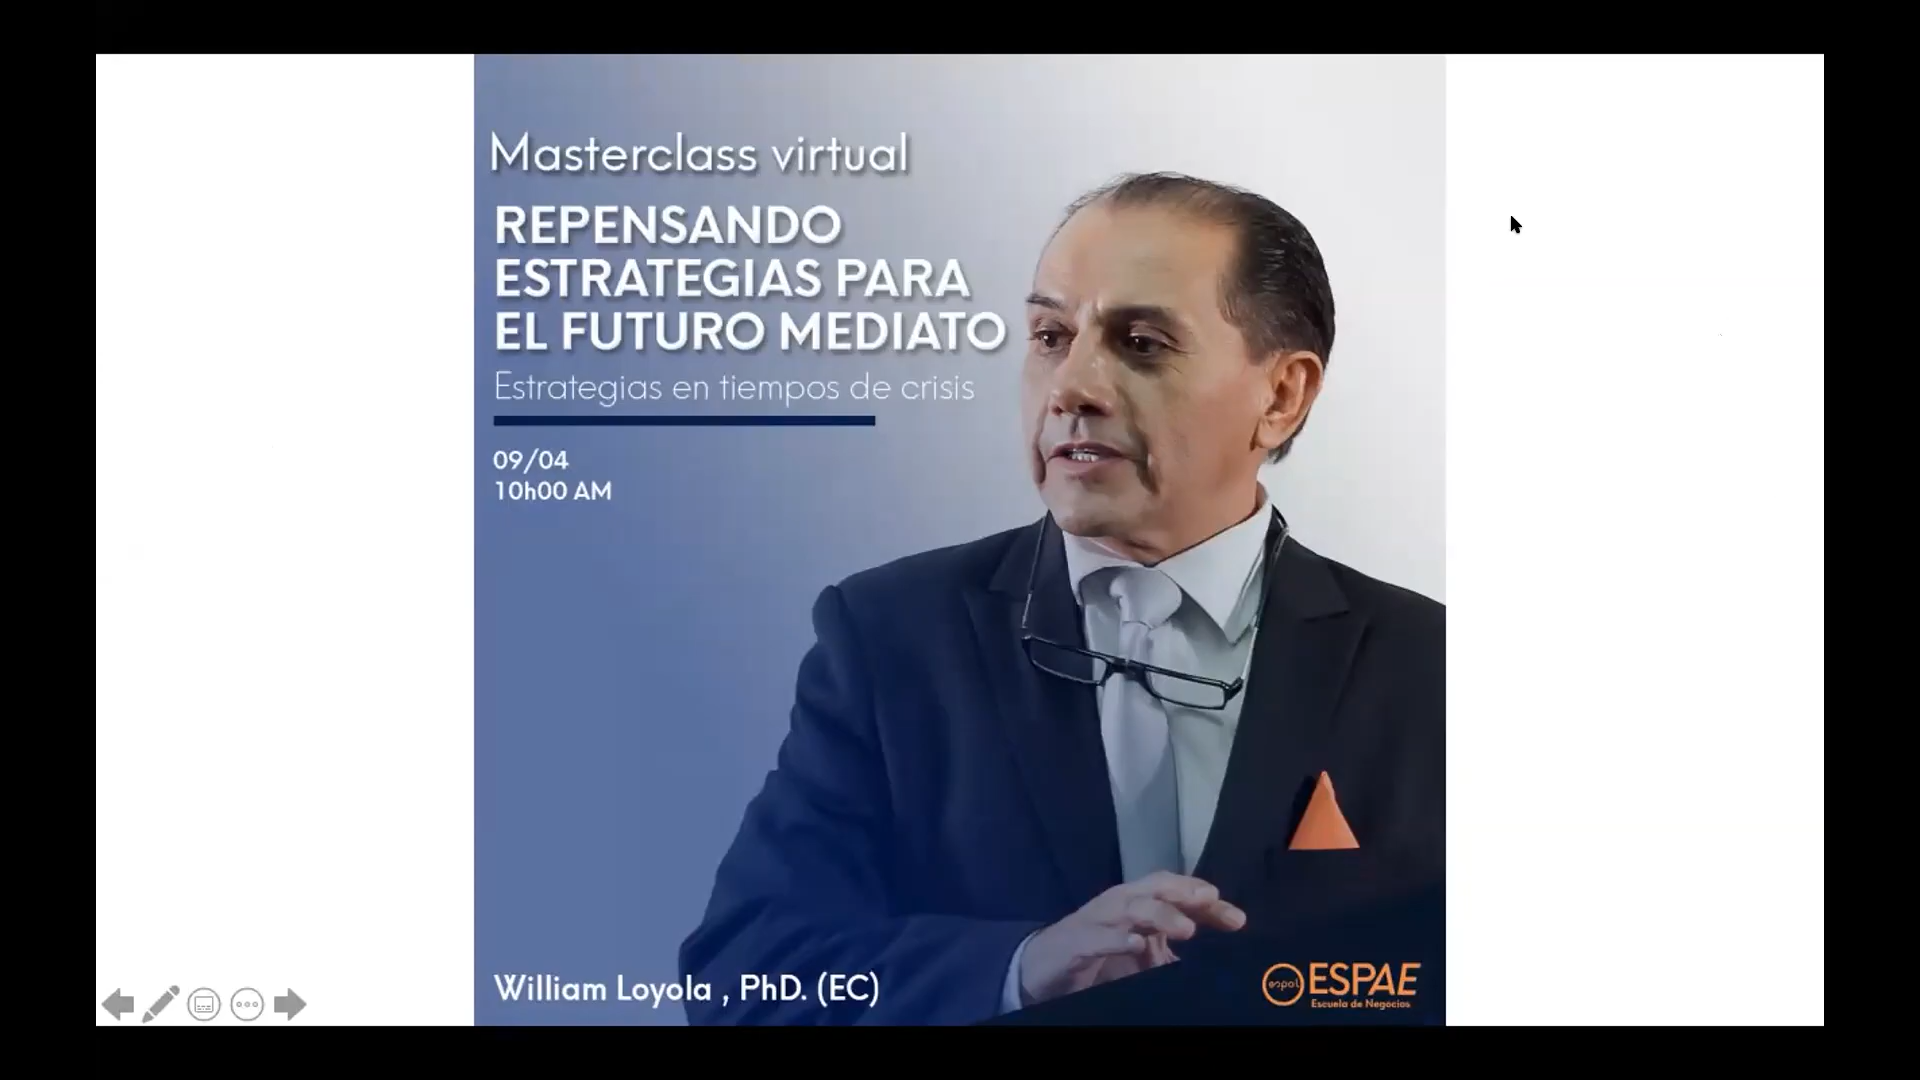 Masterclass virtual
REPENSANDO
ESTRATEGIAS PARA
EL FUTURO MEDIATO
Estrategias en tiempos de crisis
09/04
10h00 AM
William Loyola , PhD. (EC)
espol
ESPAE
Escuela de Negocios